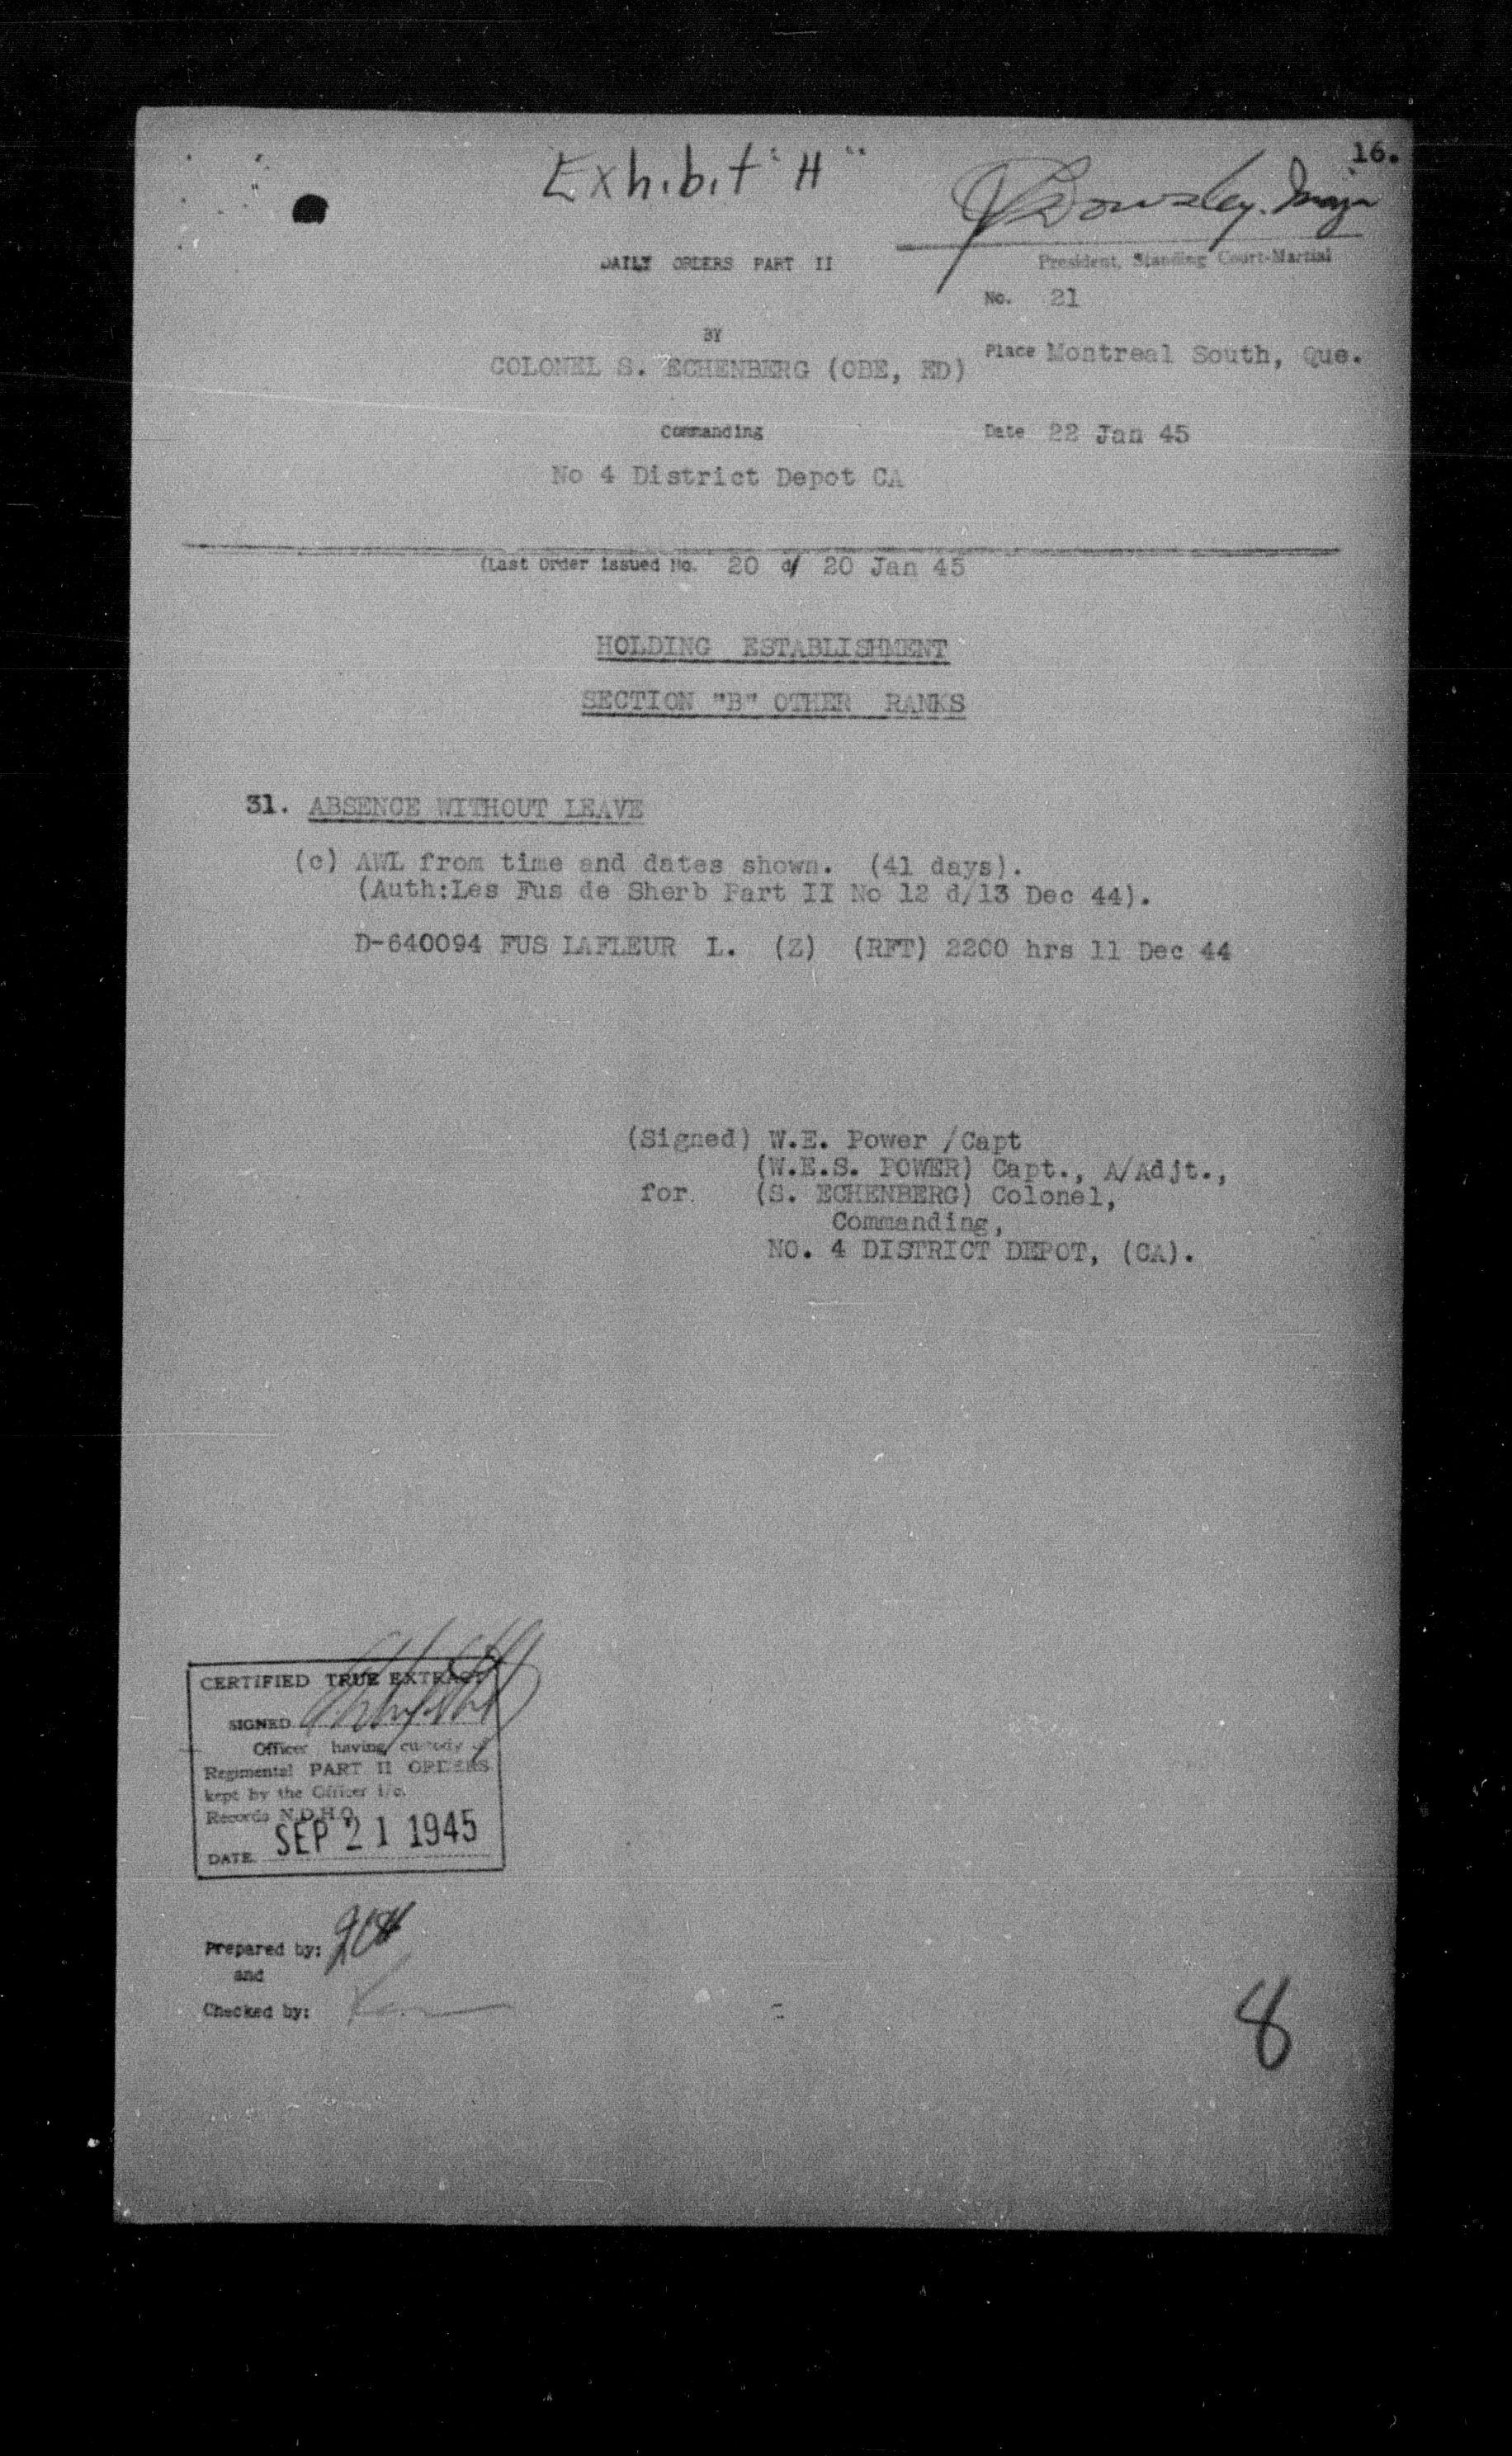 16.
Exhibit "H"
Dowsley. Major
President, Standing Court-Martial
DAILY ORDERS PART II
No. 21
BY
COLONEL S. ECHENBERG (OBE, ED)
Place Montreal South, Que.
Commanding
Date 22 Jan 45
No 4 District Depot CA
(Last Order issued No. 20 d/ 20 Jan 45
HOLDING ESTABLISHMENT
SECTION "B" OTHER RANKS
31. ABSENCE WITHOUT LEAVE
(c) AWL from time and dates shown. (41 days).
(Auth:Les Fus de Sherb Part II No 12 d/13 Dec 44).
D-640094 FUS LAFLEUR L. (Z) (RFT) 2200 hrs 11 Dec 44
(Signed) W.E. Power /Capt
(W.E.S. POWER) Capt., A/Adjt.,
for. (S. ECHENBERG) Colonel,
Commanding,
NO. 4 DISTRICT DEPOT, (CA).
CERTIFIED TRUE EXTRACT
SIGNED
Officer having custody of
Regimental PART II ORDERS
kept by the Officer i/c.
Records N.D.H.Q.
DATE SEP 21 1945
Prepared by:
and
Checked by:
8